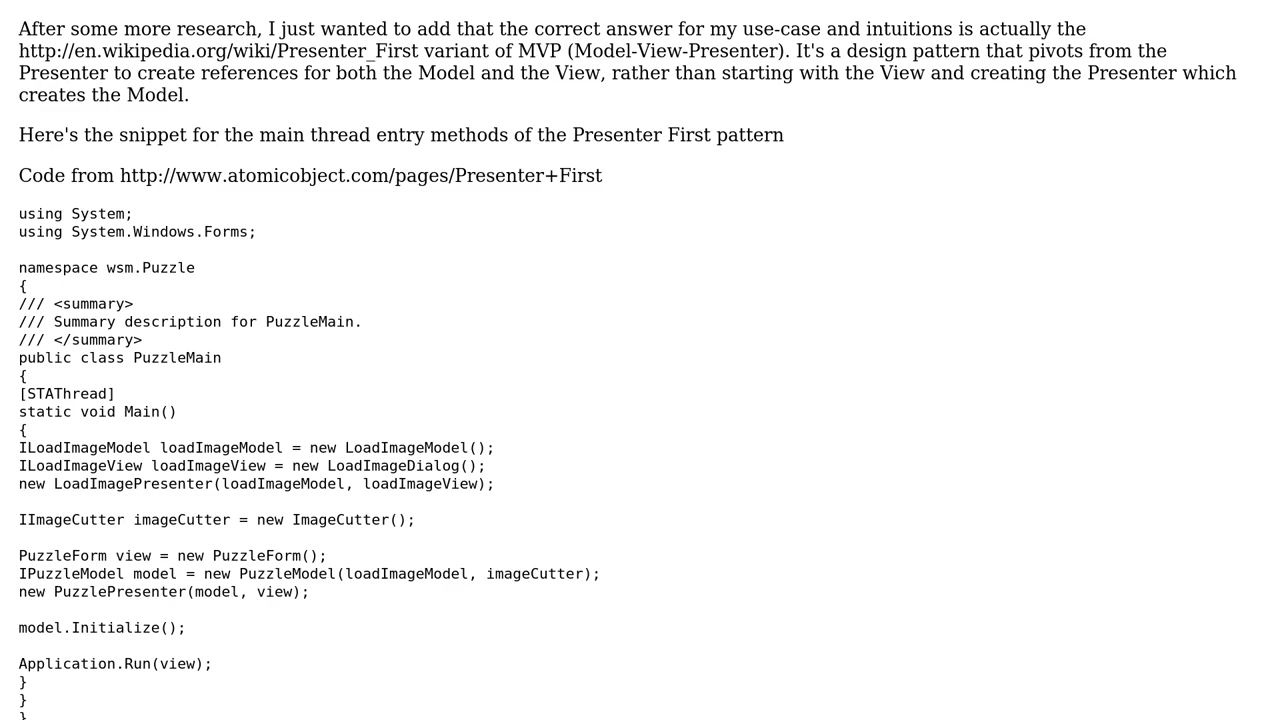 After some more research, I just wanted to add that the correct answer for my use-case and intuitions is actually the
http://en.wikipedia.org/wiki/Presenter_First variant of MVP (Model-View-Presenter). It's a design pattern that pivots from the
Presenter to create references for both the Model and the View, rather than starting with the View and creating the Presenter which
creates the Model.
Here's the snippet for the main thread entry methods of the Presenter First pattern
Code from http://www.atomicobject.com/pages/Presenter+First
using System;
using System.Windows.Forms;
namespace wsm.Puzzle
{
/// <summary>
/// Summary description for PuzzleMain.
/// </summary>
public class PuzzleMain
{
[STAThread]
static void Main()
{
ILoadImageModel loadImageModel = new LoadImageModel();
ILoadImageView loadImageView = new LoadImageDialog();
new LoadImagePresenter(loadImageModel, loadImageView);
IImageCutter imageCutter = new ImageCutter();
PuzzleForm view = new PuzzleForm();
IPuzzleModel model = new PuzzleModel(loadImageModel, imageCutter);
new PuzzlePresenter(model, view);
model.Initialize();
Application.Run(view);
}
}
}